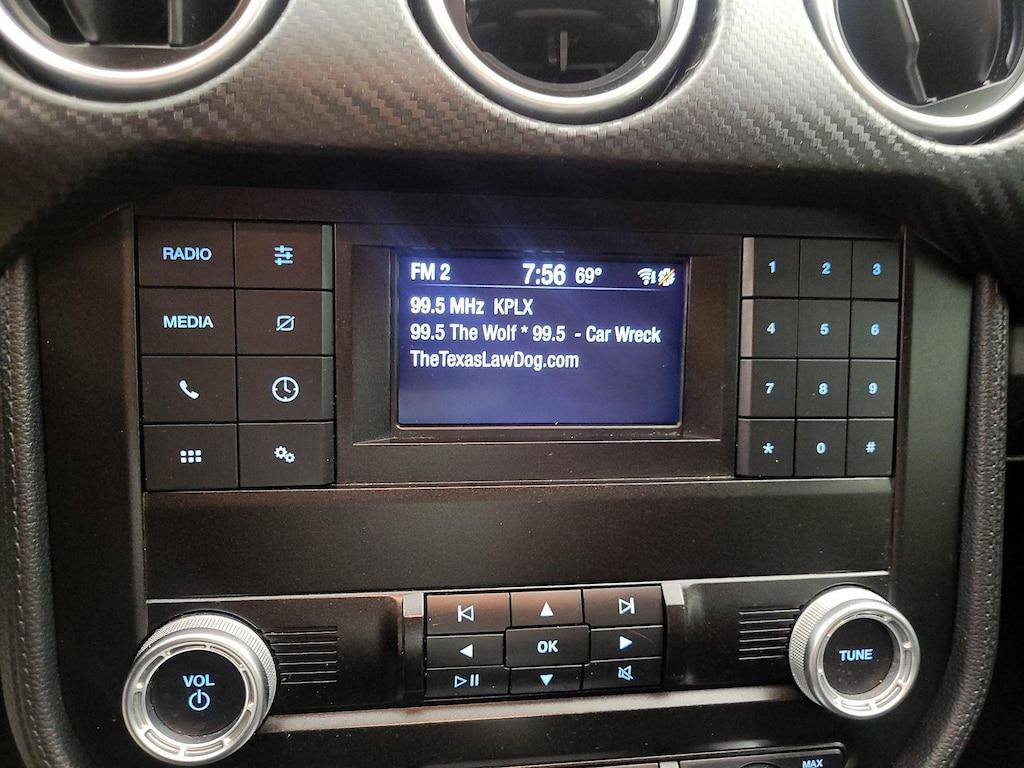 RADIO
MEDIA
FM 2 7:56 69°
99.5 MHz KPLX
99.5 The Wolf * 99.5 - Car Wreck
TheTexasLawDog.com
1 2 3
4 5 6
7 8 9
* 0 #
OK
VOL
TUNE
MAX